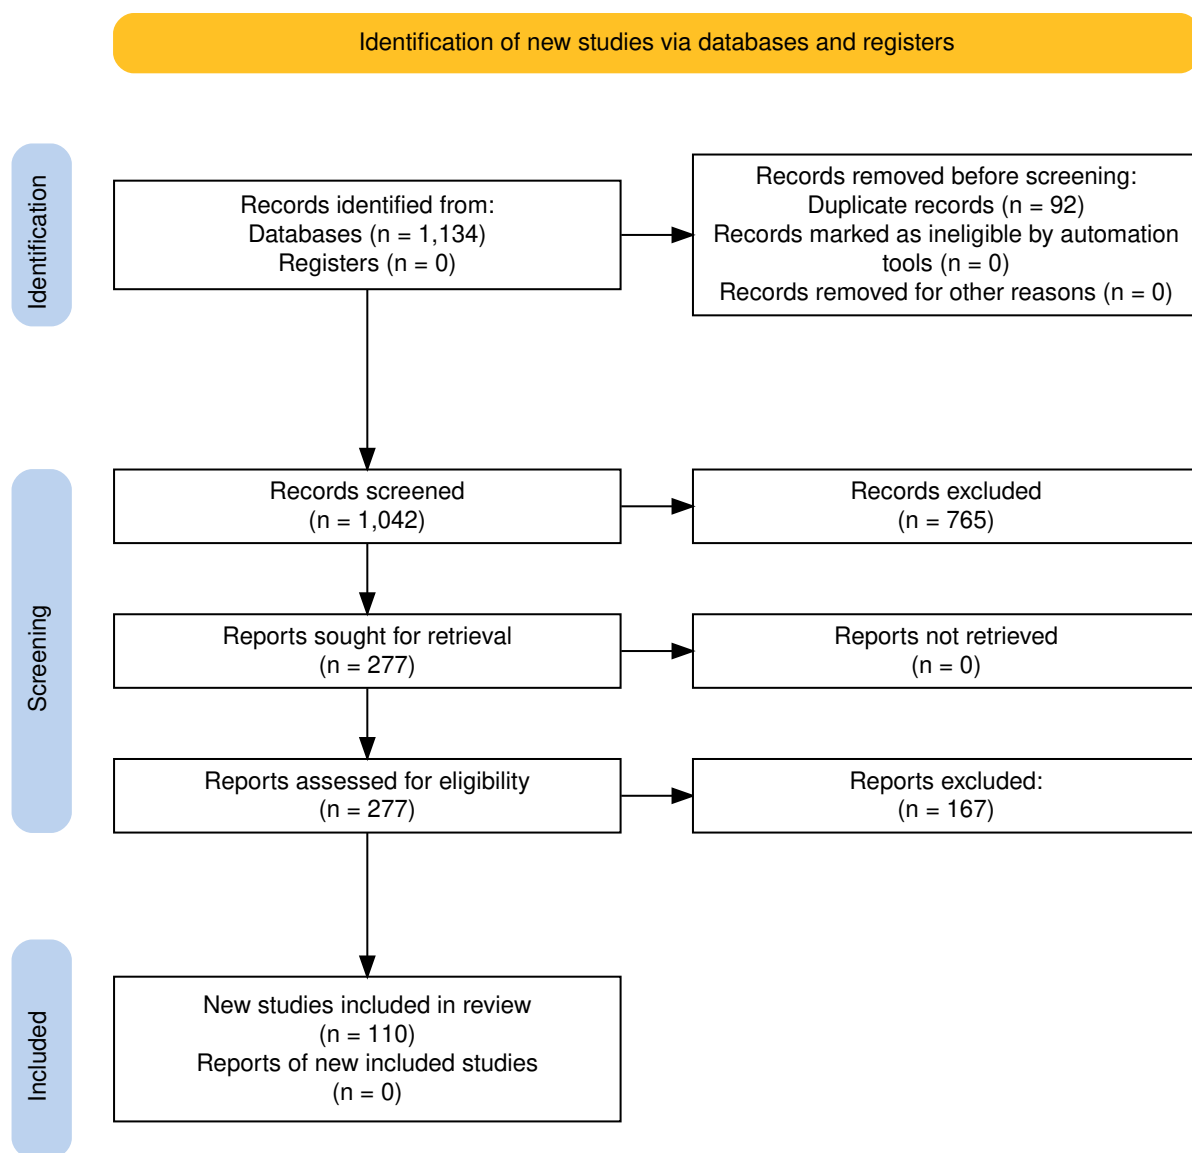 Identification of new studies via databases and registers
Identification
Records identified from:
Databases (n = 1,134)
Registers (n = 0)
Records removed before screening:
Duplicate records (n = 92)
Records marked as ineligible by automation
tools (n = 0)
Records removed for other reasons (n = 0)
Screening
Records screened
(n = 1,042)
Records excluded
(n = 765)
Reports sought for retrieval
(n = 277)
Reports not retrieved
(n = 0)
Reports assessed for eligibility
(n = 277)
Reports excluded:
(n = 167)
Included
New studies included in review
(n = 110)
Reports of new included studies
(n = 0)